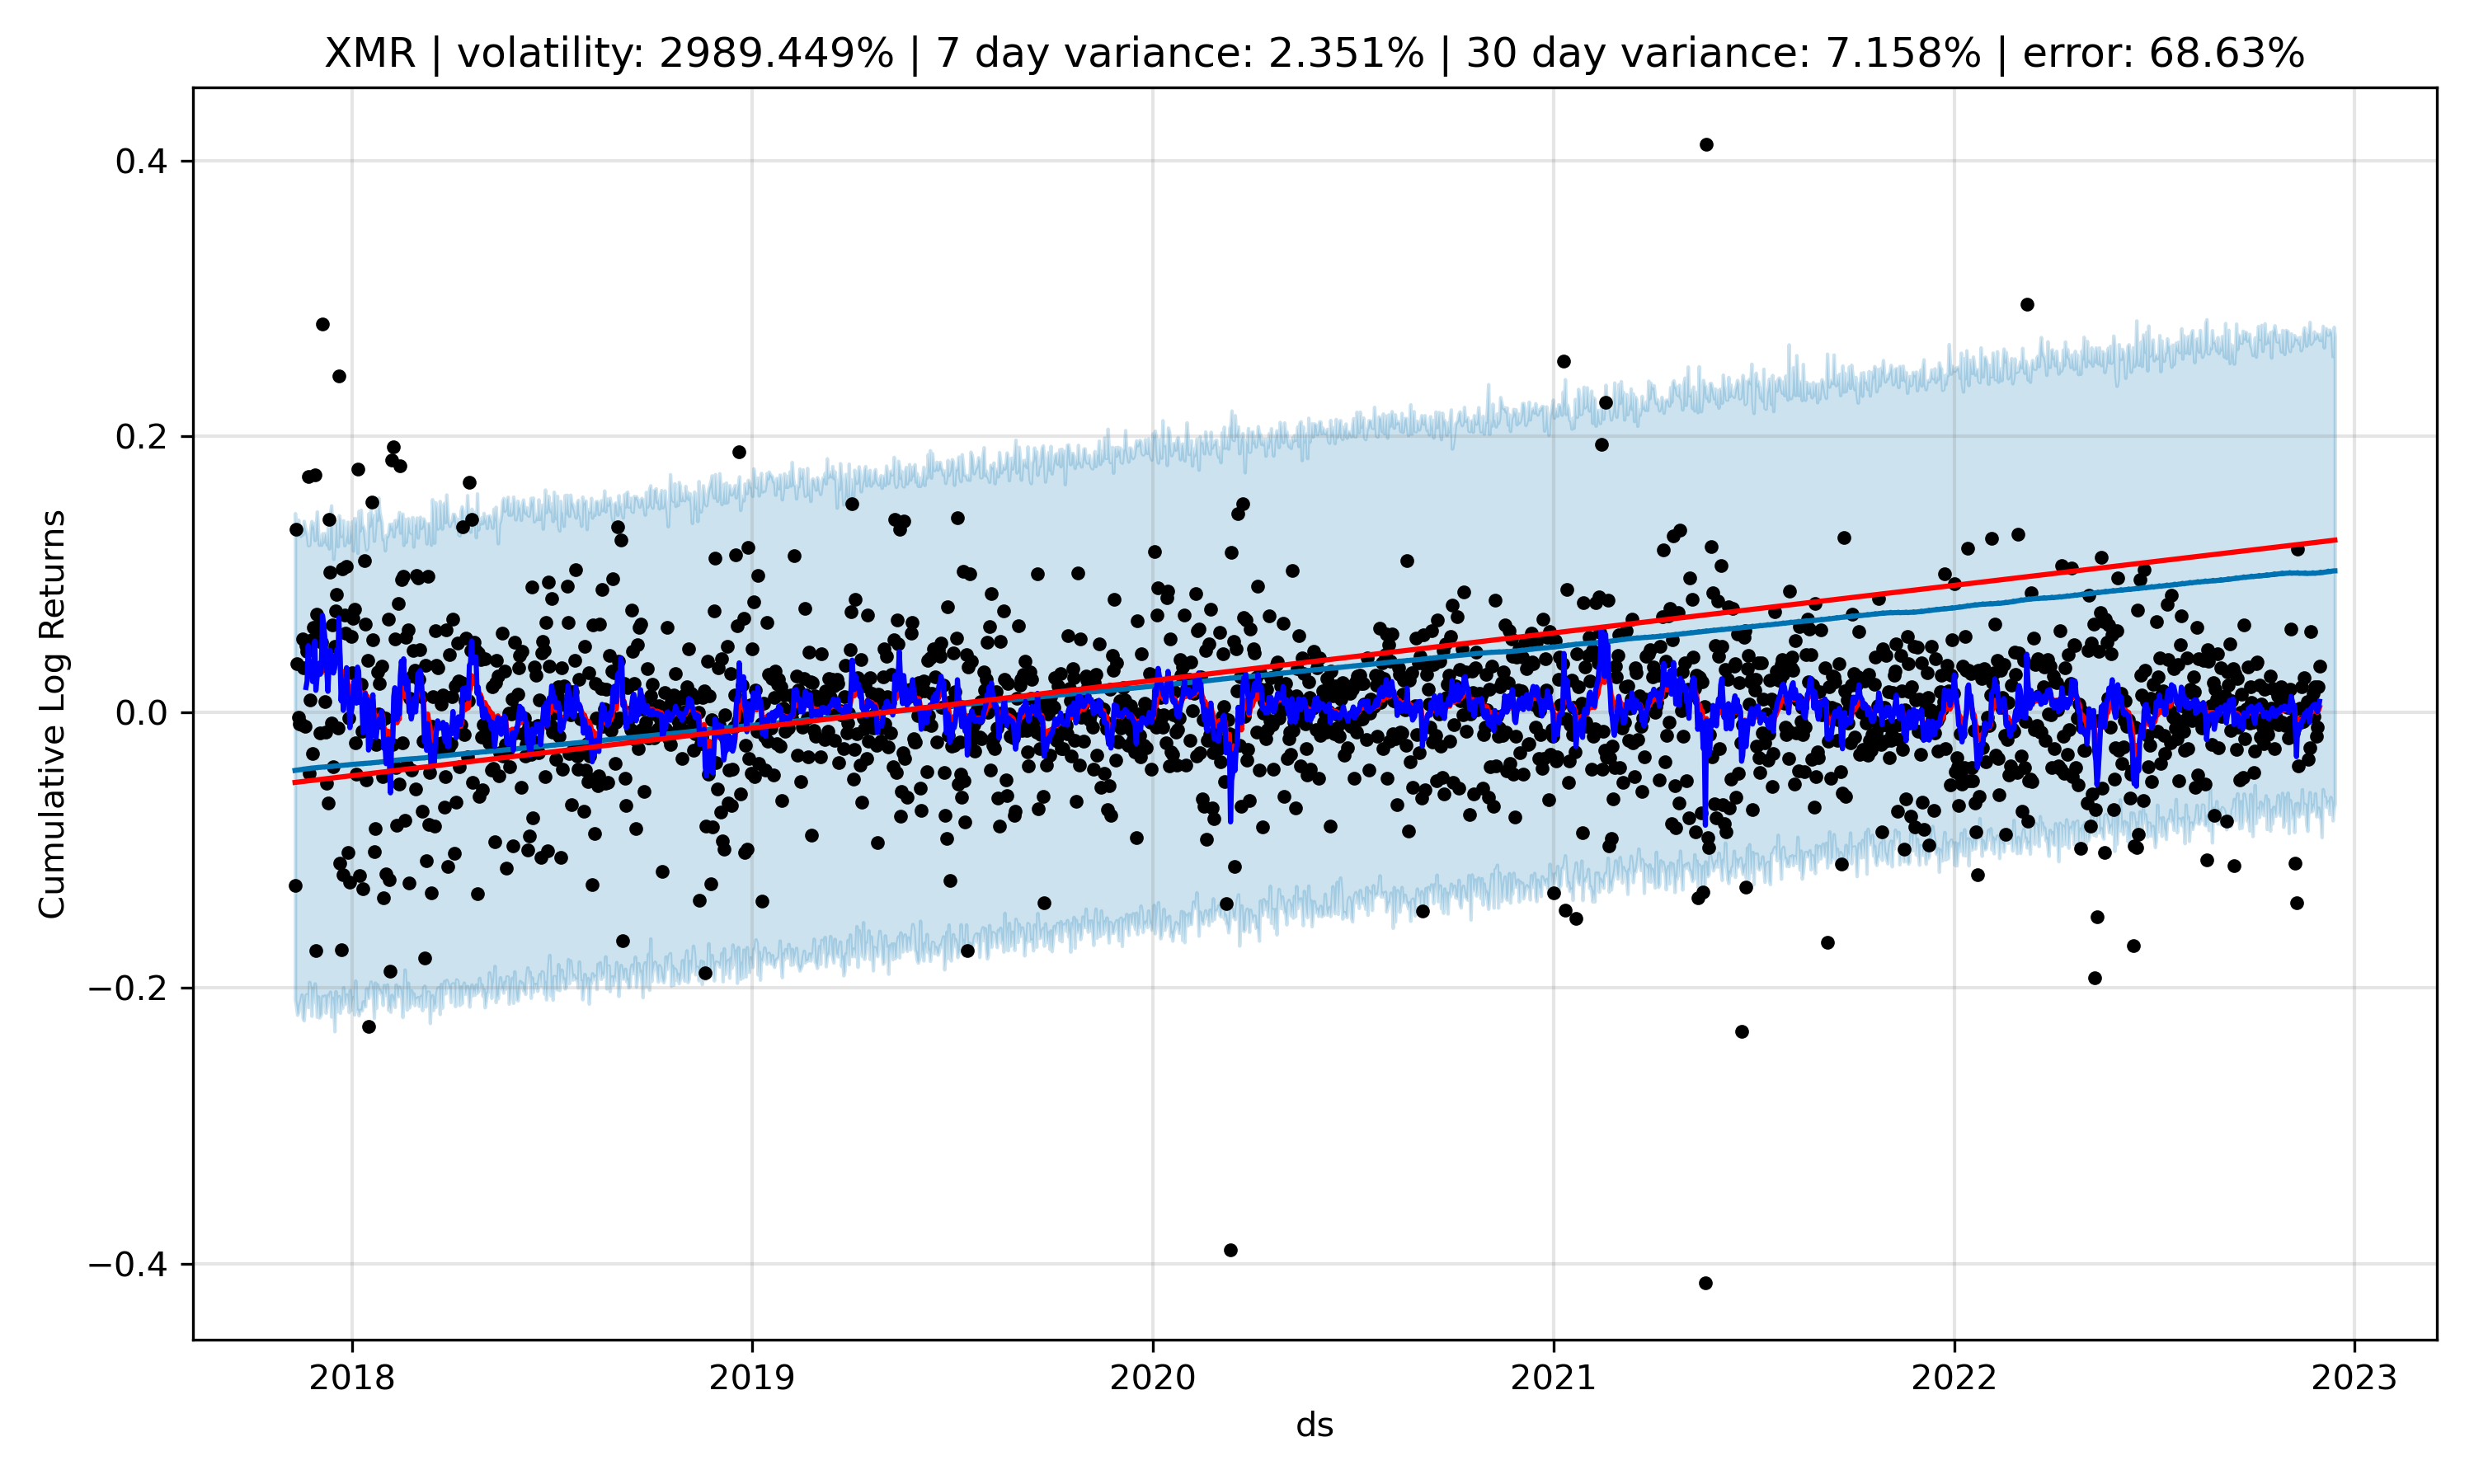 XMR | volatility: 2989.449% | 7 day variance: 2.351% | 30 day variance: 7.158% | error: 68.63%
0.4
0.2
0.0
−0.2
−0.4
Cumulative Log Returns
2018 2019 2020 2021 2022 2023
ds